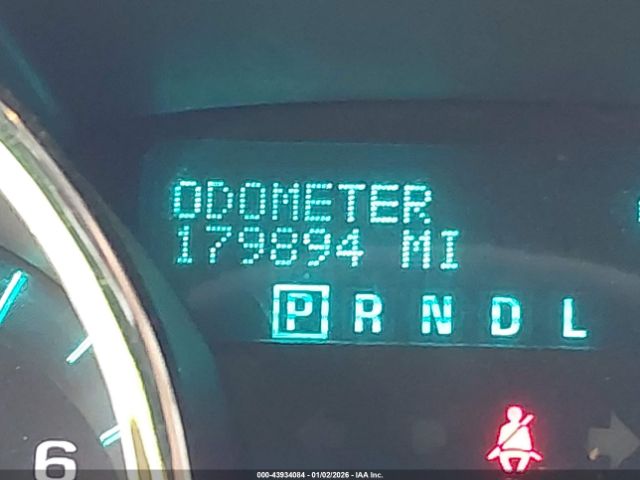 ODOMETER
179894 MI
P R N D L
6
000-43934084 - 01/02/2026 - IAA Inc.